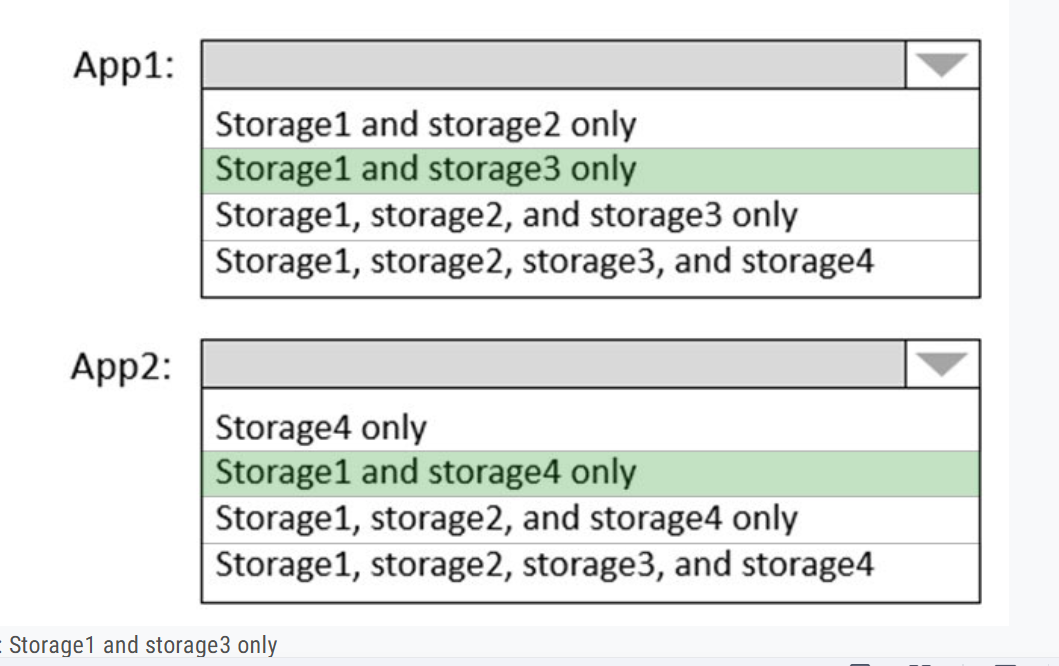 App1:
Storage1 and storage2 only
Storage1 and storage3 only
Storage1, storage2, and storage3 only
Storage1, storage2, storage3, and storage4
App2:
Storage4 only
Storage1 and storage4 only
Storage1, storage2, and storage4 only
Storage1, storage2, storage3, and storage4
: Storage1 and storage3 only